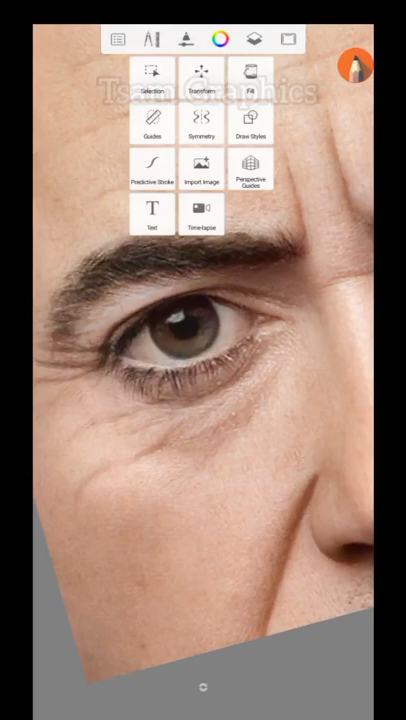 Tsam Graphics
Selection Transform Fill
Guides Symmetry Draw Styles
Predictive Stroke Import Image Perspective Guides
Text Time-lapse